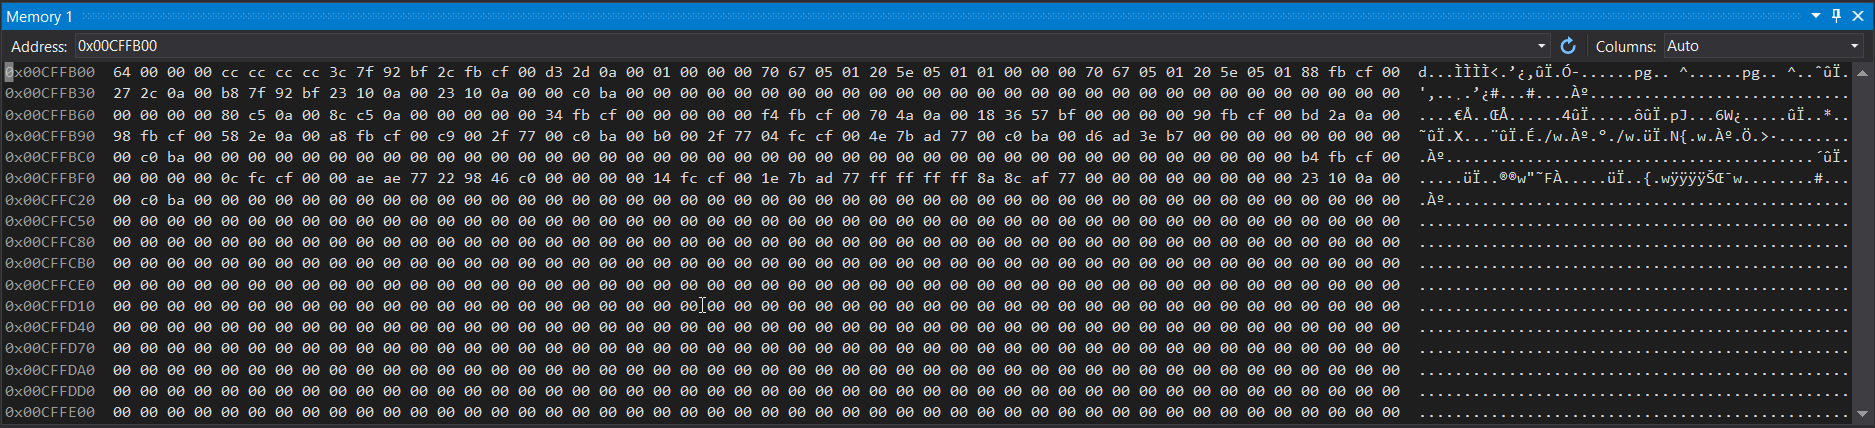 Memory 1
Address: 0x00CFFB00 Columns: Auto
0x00CFFB00 64 00 00 00 cc cc cc cc 3c 7f 92 bf 2c fb cf 00 d3 2d 0a 00 01 00 00 00 70 67 05 01 20 5e 05 01 01 00 00 00 70 67 05 01 20 5e 05 01 88 fb cf 00 d...ÌÌÌÌ<.’¿,ûÏ.Ó-......pg.. ^......pg.. ^..ˆûÏ.
0x00CFFB30 27 2c 0a 00 b8 7f 92 bf 23 10 0a 00 23 10 0a 00 00 c0 ba 00 00 00 00 00 00 00 00 00 00 00 00 00 00 00 00 00 00 00 00 00 00 00 00 00 00 00 00 00 ',..¸.’¿#...#....Àº.............................
0x00CFFB60 00 00 00 00 80 c5 0a 00 8c c5 0a 00 00 00 00 00 34 fb cf 00 00 00 00 00 f4 fb cf 00 70 4a 0a 00 18 36 57 bf 00 00 00 00 90 fb cf 00 bd 2a 0a 00 ....€Å..ŒÅ......4ûÏ.....ôûÏ.pJ...6W¿.....ûÏ.½*..
0x00CFFB90 98 fb cf 00 58 2e 0a 00 a8 fb cf 00 c9 00 2f 77 00 c0 ba 00 b0 00 2f 77 04 fc cf 00 4e 7b ad 77 00 c0 ba 00 d6 ad 3e b7 00 00 00 00 00 00 00 00 ˜ûÏ.X...¨ûÏ.É./w.Àº.°./w.üÏ.N{.w.Àº.Ö.>·........
0x00CFFBC0 00 c0 ba 00 00 00 00 00 00 00 00 00 00 00 00 00 00 00 00 00 00 00 00 00 00 00 00 00 00 00 00 00 00 00 00 00 00 00 00 00 00 00 00 00 b4 fb cf 00 .Àº.........................................´ûÏ.
0x00CFFBF0 00 00 00 00 0c fc cf 00 00 ae ae 77 22 98 46 c0 00 00 00 00 14 fc cf 00 1e 7b ad 77 ff ff ff ff 8a 8c af 77 00 00 00 00 00 00 00 00 23 10 0a 00 .....üÏ..®®w"˜FÀ.....üÏ..{.wÿÿÿÿŠŒ¯w........#...
0x00CFFC20 00 c0 ba 00 00 00 00 00 00 00 00 00 00 00 00 00 00 00 00 00 00 00 00 00 00 00 00 00 00 00 00 00 00 00 00 00 00 00 00 00 00 00 00 00 00 00 00 00 .Àº.............................................
0x00CFFC50 00 00 00 00 00 00 00 00 00 00 00 00 00 00 00 00 00 00 00 00 00 00 00 00 00 00 00 00 00 00 00 00 00 00 00 00 00 00 00 00 00 00 00 00 00 00 00 00 ................................................
0x00CFFC80 00 00 00 00 00 00 00 00 00 00 00 00 00 00 00 00 00 00 00 00 00 00 00 00 00 00 00 00 00 00 00 00 00 00 00 00 00 00 00 00 00 00 00 00 00 00 00 00 ................................................
0x00CFFCB0 00 00 00 00 00 00 00 00 00 00 00 00 00 00 00 00 00 00 00 00 00 00 00 00 00 00 00 00 00 00 00 00 00 00 00 00 00 00 00 00 00 00 00 00 00 00 00 00 ................................................
0x00CFFCE0 00 00 00 00 00 00 00 00 00 00 00 00 00 00 00 00 00 00 00 00 00 00 00 00 00 00 00 00 00 00 00 00 00 00 00 00 00 00 00 00 00 00 00 00 00 00 00 00 ................................................
0x00CFFD10 00 00 00 00 00 00 00 00 00 00 00 00 00 00 00 00 00 00 00 00 00 00 00 00 00 00 00 00 00 00 00 00 00 00 00 00 00 00 00 00 00 00 00 00 00 00 00 00 ................................................
0x00CFFD40 00 00 00 00 00 00 00 00 00 00 00 00 00 00 00 00 00 00 00 00 00 00 00 00 00 00 00 00 00 00 00 00 00 00 00 00 00 00 00 00 00 00 00 00 00 00 00 00 ................................................
0x00CFFD70 00 00 00 00 00 00 00 00 00 00 00 00 00 00 00 00 00 00 00 00 00 00 00 00 00 00 00 00 00 00 00 00 00 00 00 00 00 00 00 00 00 00 00 00 00 00 00 00 ................................................
0x00CFFDA0 00 00 00 00 00 00 00 00 00 00 00 00 00 00 00 00 00 00 00 00 00 00 00 00 00 00 00 00 00 00 00 00 00 00 00 00 00 00 00 00 00 00 00 00 00 00 00 00 ................................................
0x00CFFDD0 00 00 00 00 00 00 00 00 00 00 00 00 00 00 00 00 00 00 00 00 00 00 00 00 00 00 00 00 00 00 00 00 00 00 00 00 00 00 00 00 00 00 00 00 00 00 00 00 ................................................
0x00CFFE00 00 00 00 00 00 00 00 00 00 00 00 00 00 00 00 00 00 00 00 00 00 00 00 00 00 00 00 00 00 00 00 00 00 00 00 00 00 00 00 00 00 00 00 00 00 00 00 00 ................................................